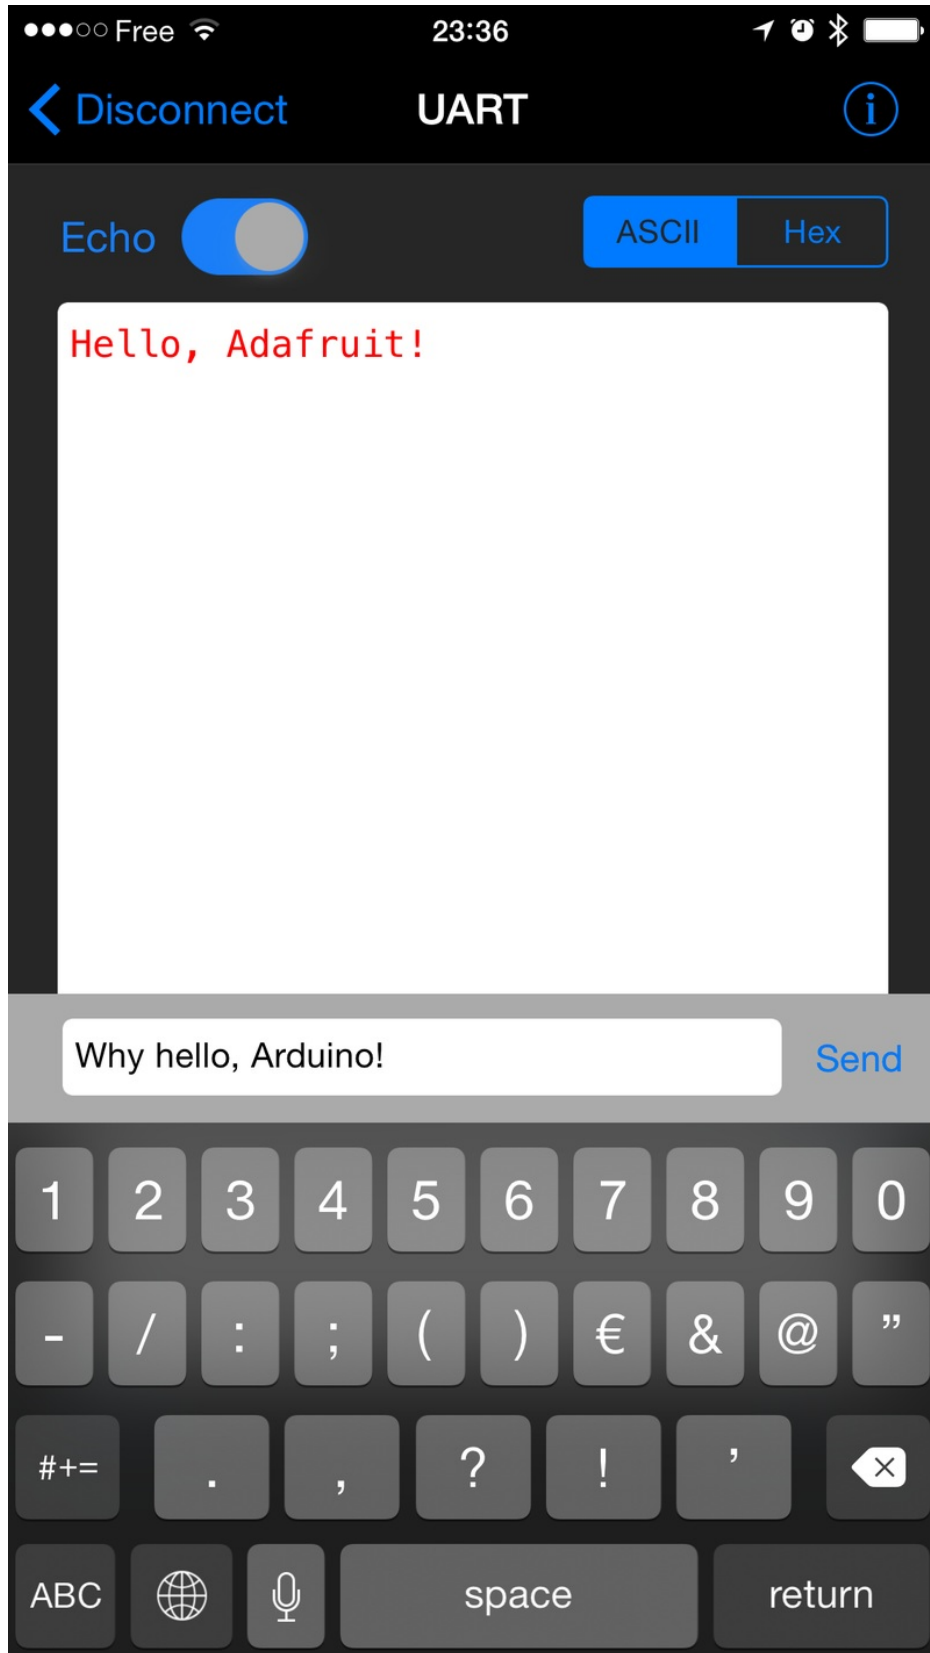 Free 23:36
Disconnect UART i
Echo ASCII Hex
Hello, Adafruit!
Why hello, Arduino! Send
1 2 3 4 5 6 7 8 9 0
- / : ; ( ) € & @ ”
#+= . , ? ! ’
ABC space return